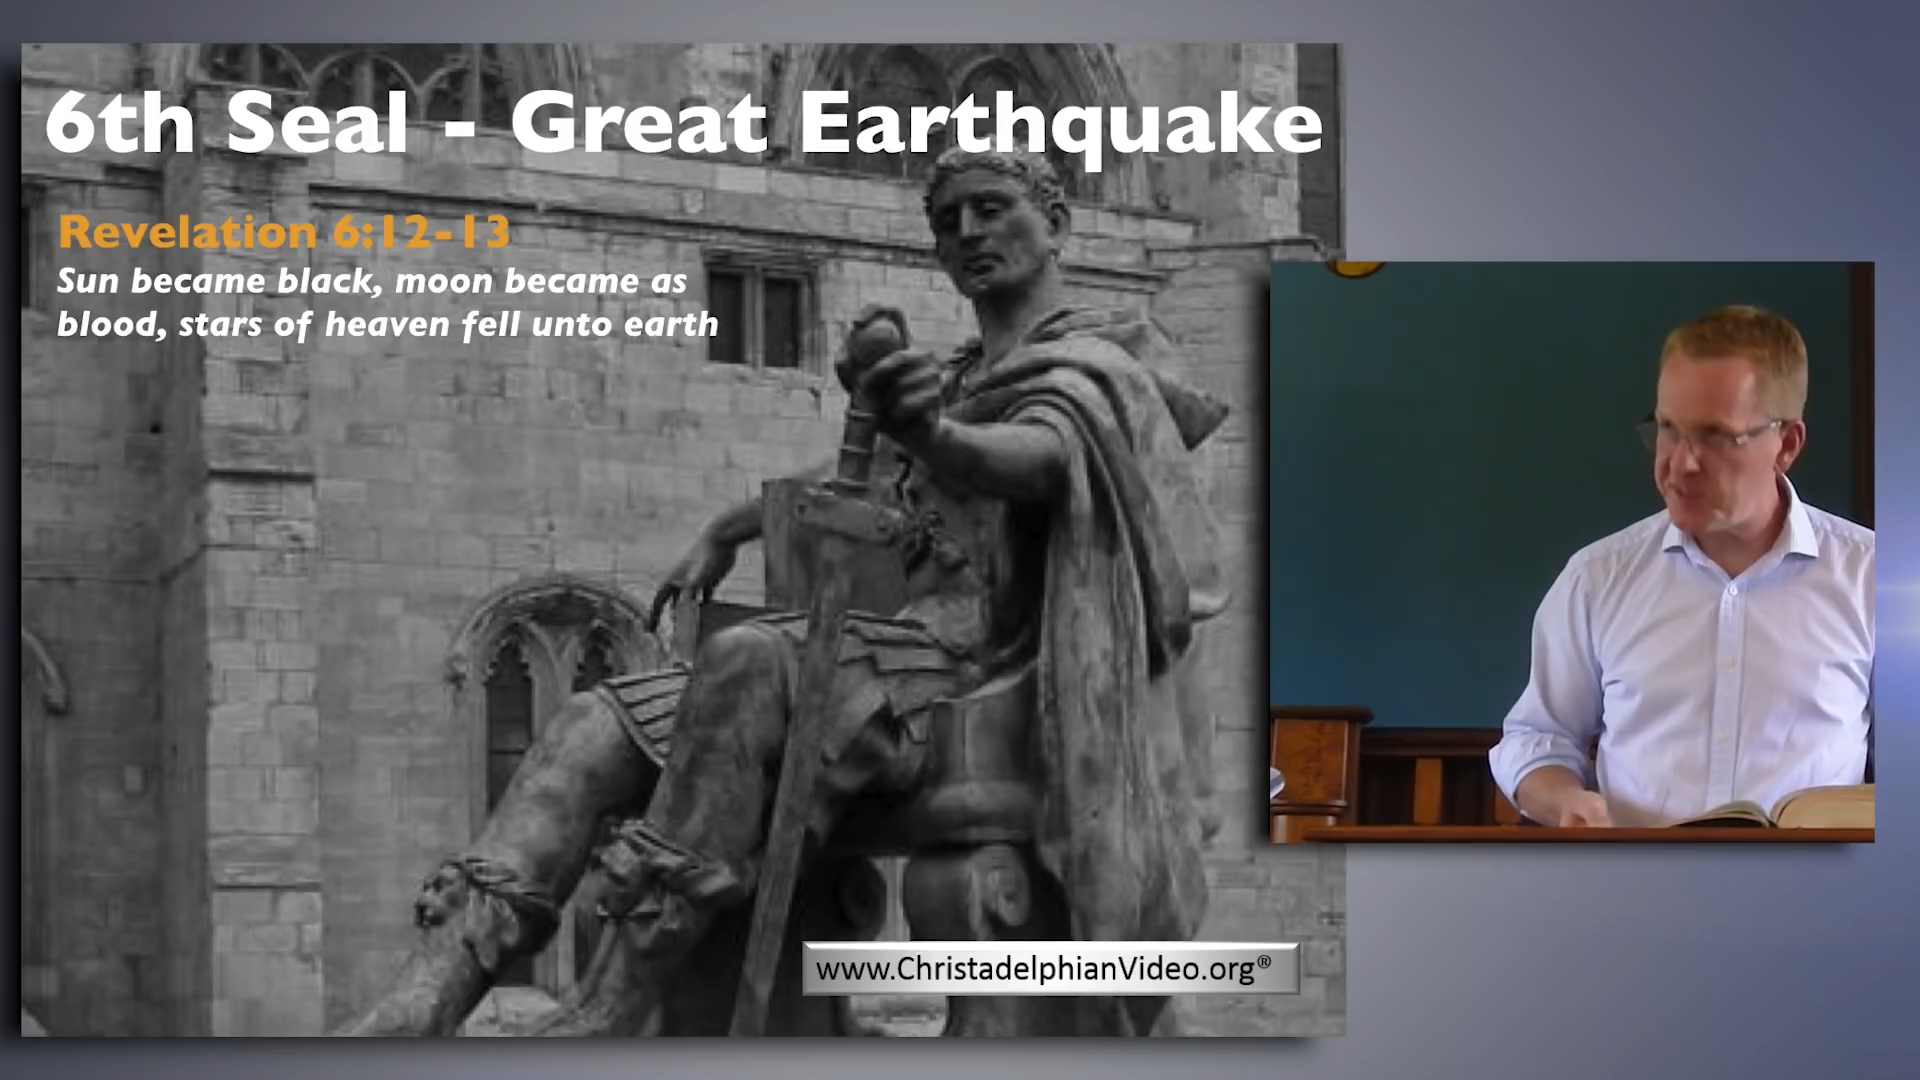 6th Seal - Great Earthquake
Revelation 6:12-13
Sun became black, moon became as
blood, stars of heaven fell unto earth
www.ChristadelphianVideo.org®